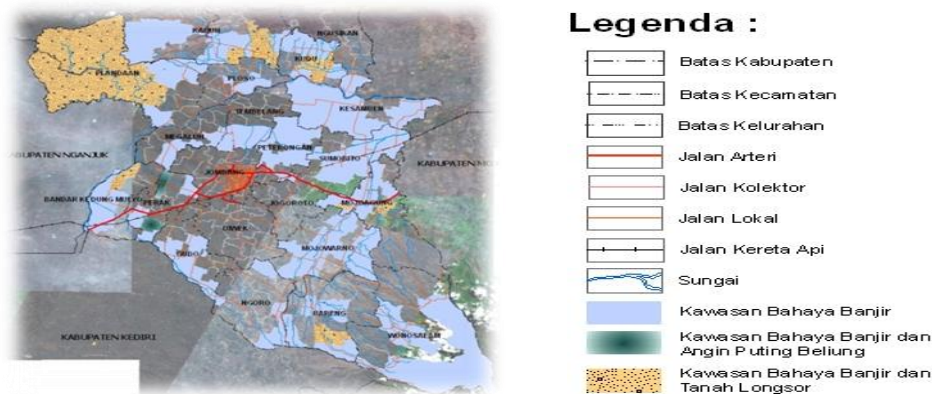 KABUH
NGUSIKAN
KUDU
PLANDAAN
PLOSO
TEMBELANG
KESAMBEN
MEGALUH
PETERONGAN
SUMOBITO
KABUPATEN NGANJUK
JOMBANG
BANDAR KEDUNG MULYO
PERAK
JOGOROTO
MOJOAGUNG
DIWEK
MOJOWARNO
GUDO
NGORO
BARENG
WONOSALAM
KABUPATEN KEDIRI
Legenda :
Batas Kabupaten
Batas Kecamatan
Batas Kelurahan
Jalan Arteri
Jalan Kolektor
Jalan Lokal
Jalan Kereta Api
Sungai
Kawasan Bahaya Banjir
Kawasan Bahaya Banjir dan
Angin Puting Beliung
Kawasan Bahaya Banjir dan
Tanah Longsor